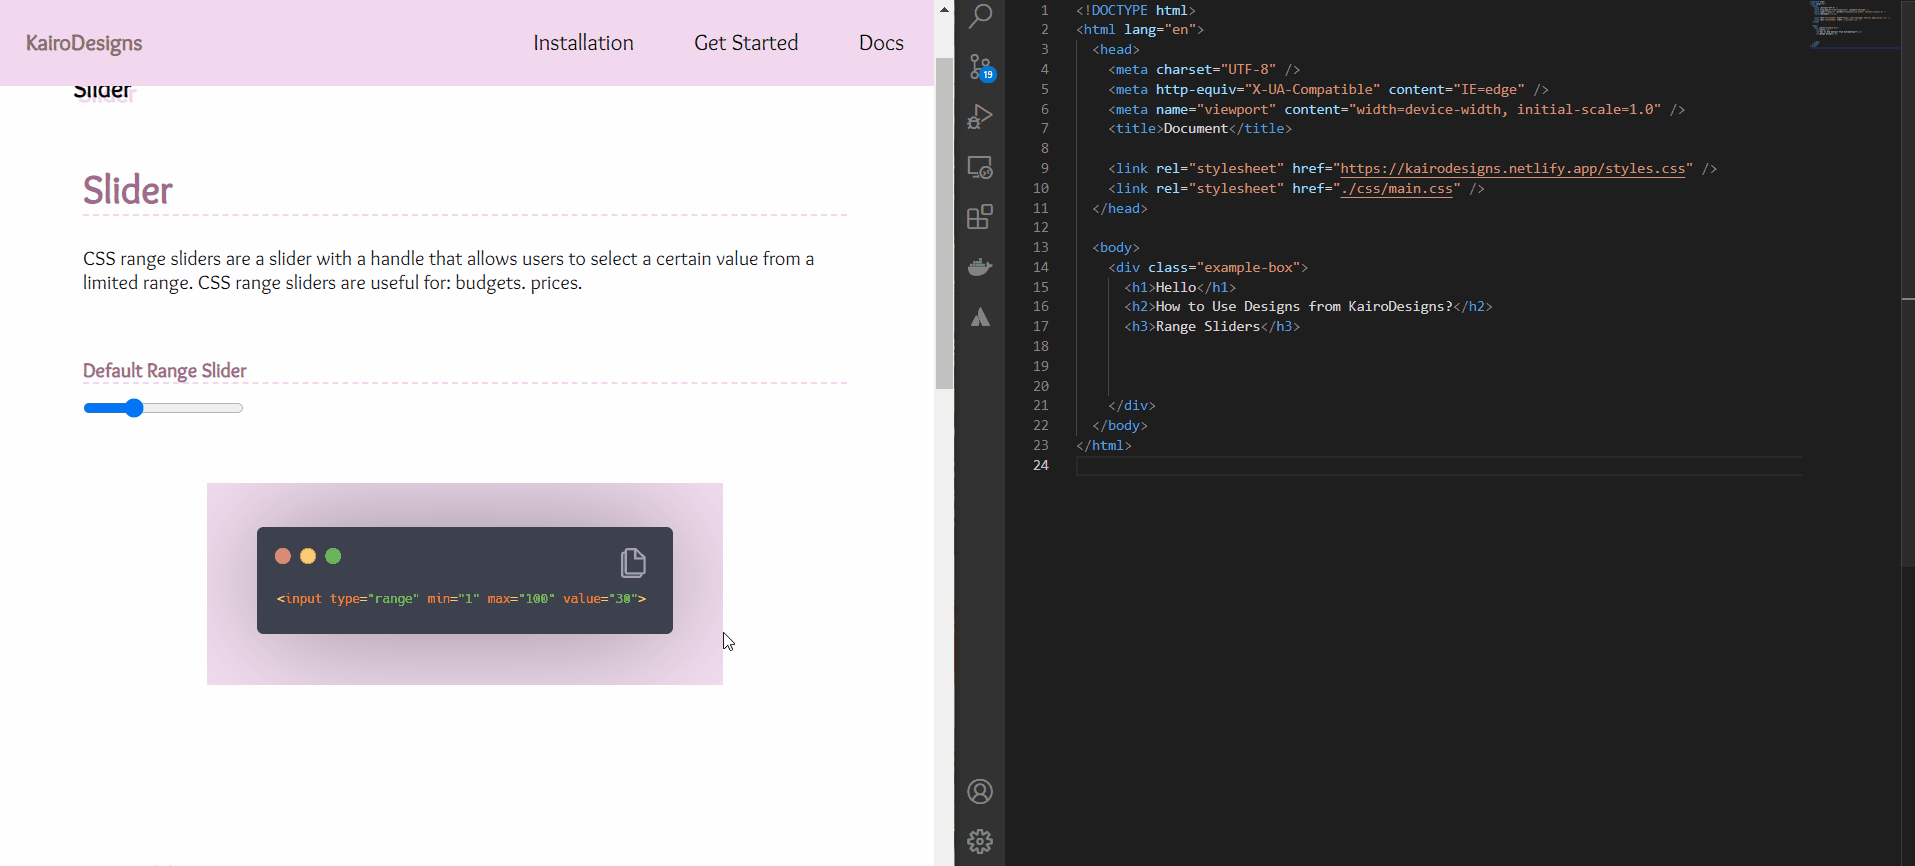 KairoDesigns
Installation
Get Started
Docs
Slider
Slider
CSS range sliders are a slider with a handle that allows users to select a certain value from a
limited range. CSS range sliders are useful for: budgets. prices.
Default Range Slider
<input type="range" min="1" max="100" value="30">
19
1 <!DOCTYPE html>
2 <html lang="en">
3 <head>
4 <meta charset="UTF-8" />
5 <meta http-equiv="X-UA-Compatible" content="IE=edge" />
6 <meta name="viewport" content="width=device-width, initial-scale=1.0" />
7 <title>Document</title>
8
9 <link rel="stylesheet" href="https://kairodesigns.netlify.app/styles.css" />
10 <link rel="stylesheet" href="./css/main.css" />
11 </head>
12
13 <body>
14 <div class="example-box">
15 <h1>Hello</h1>
16 <h2>How to Use Designs from KairoDesigns?</h2>
17 <h3>Range Sliders</h3>
18
19
20
21 </div>
22 </body>
23 </html>
24